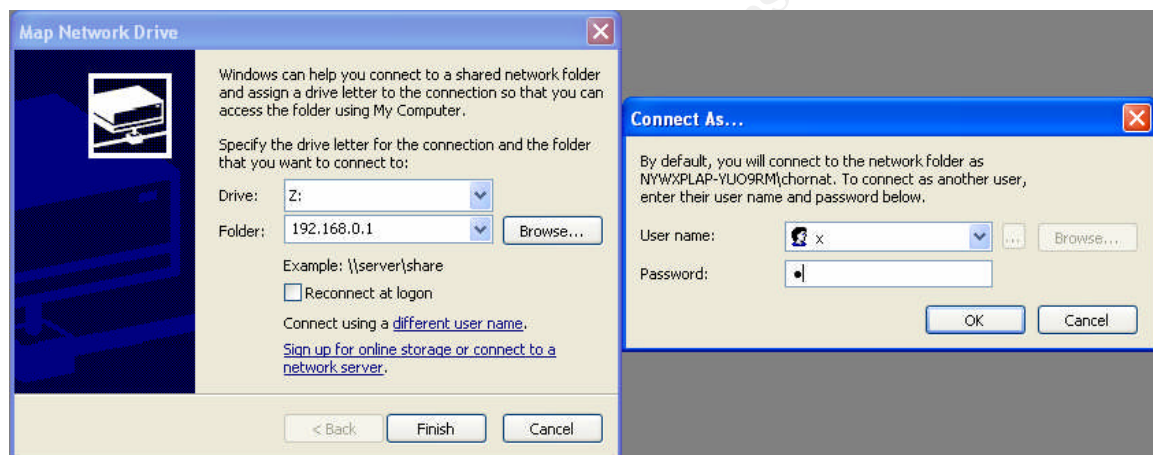 Map Network Drive
Windows can help you connect to a shared network folder
and assign a drive letter to the connection so that you can
access the folder using My Computer.
Specify the drive letter for the connection and the folder
that you want to connect to:
Drive: Z:
Folder: 192.168.0.1 Browse...
Example: \\server\share
Reconnect at logon
Connect using a different user name.
Sign up for online storage or connect to a
network server.
< Back Finish Cancel
Connect As...
By default, you will connect to the network folder as
NYWXPLAP-YUO9RM\chornat. To connect as another user,
enter their user name and password below.
User name: x ... Browse...
Password: ●
OK Cancel